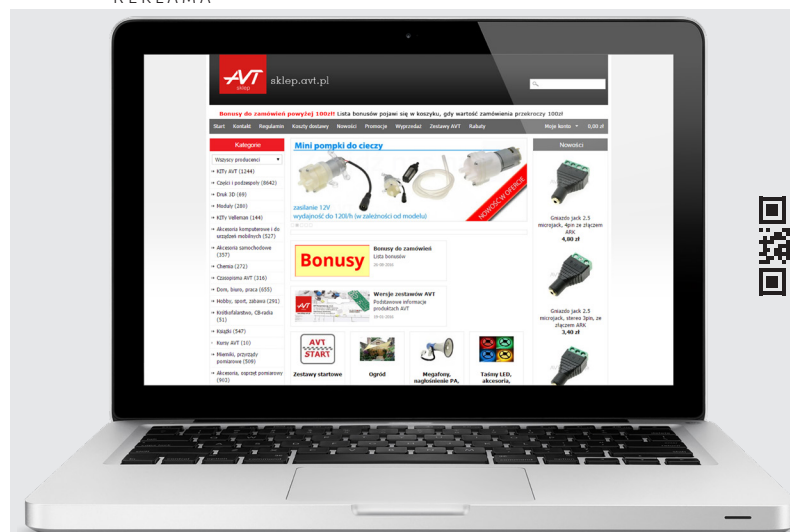 REKLAMA
AVT
sklep
sklep.avt.pl
Bonusy do zamówień powyżej 100zł! Lista bonusów pojawi się w koszyku, gdy wartość zamówienia przekroczy 100zł
Start Kontakt Regulamin Koszty dostawy Nowości Promocje Wyprzedaż Zestawy AVT Rabaty Moje konto 0,00 zł
Kategorie
Wszyscy producenci
KITy AVT (1244)
Części i podzespoły (8642)
Druk 3D (69)
Moduły (280)
KITy Velleman (144)
Akcesoria komputerowe i do
urządzeń mobilnych (527)
Akcesoria samochodowe
(357)
Chemia (272)
Czasopisma AVT (316)
Dom, biuro, praca (655)
Hobby, sport, zabawa (291)
Krótkofalarstwo, CB-radia
(51)
Książki (547)
Kursy AVT (10)
Mierniki, przyrządy
pomiarowe (509)
Akcesoria, osprzęt pomiarowy
(903)
Mini pompki do cieczy
zasilanie 12V
wydajność do 120l/h (w zależności od modelu)
NOWOŚĆ W OFERCIE
Bonusy
Bonusy do zamówień
Lista bonusów
AVT
Wersje zestawów AVT
Podstawowe informacje
produktach AVT
AVT
START
Zestawy startowe
Ogród
Megafony,
nagłośnienie PA,
Taśmy LED,
akcesoria,
Nowości
Gniazdo jack 2.5
microjack, 4pin ze złączem
ARK
4,80 zł
Gniazdo jack 2.5
microjack, stereo 3pin, ze
złączem ARK
3,40 zł